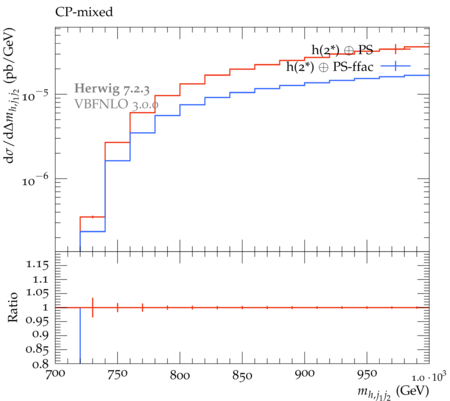 CP-mixed
h(2*) ⊕ PS
h(2*) ⊕ PS-ffac
Herwig 7.2.3
VBFNLO 3.0.0
dσ/dΔm_{h,j_1j_2} (pb/GeV)
10^{-5}
10^{-6}
Ratio
1.15
1.1
1.05
1
0.95
0.9
0.85
0.8
700 750 800 850 900 950 1.0 · 10^3
m_{h,j_1j_2} (GeV)